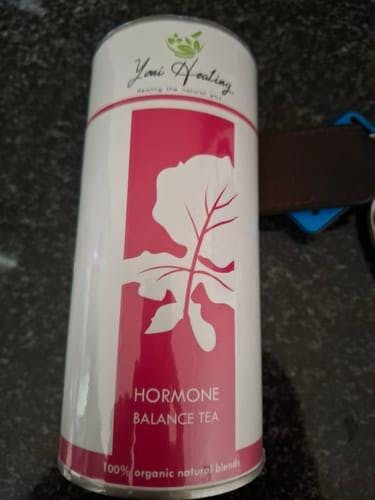 Yoni Healing
Healing the natural way
HORMONE
BALANCE TEA
100% organic natural blends